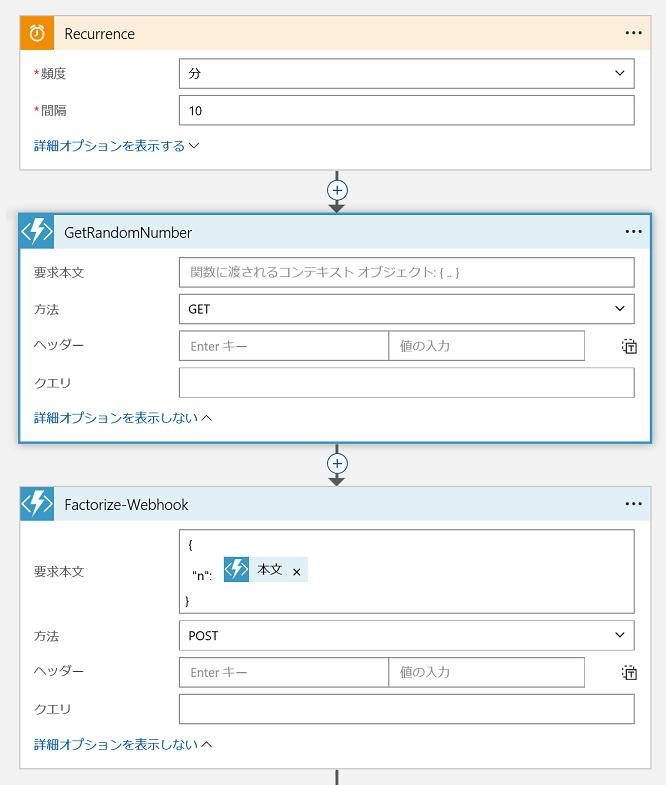 Recurrence
*頻度
分
*間隔
10
詳細オプションを表示する
GetRandomNumber
要求本文
関数に渡されるコンテキスト オブジェクト: { .. }
方法
GET
ヘッダー
Enter キー
値の入力
クエリ
詳細オプションを表示しない
Factorize-Webhook
要求本文
{
"n": 本文 ×
}
方法
POST
ヘッダー
Enter キー
値の入力
クエリ
詳細オプションを表示しない